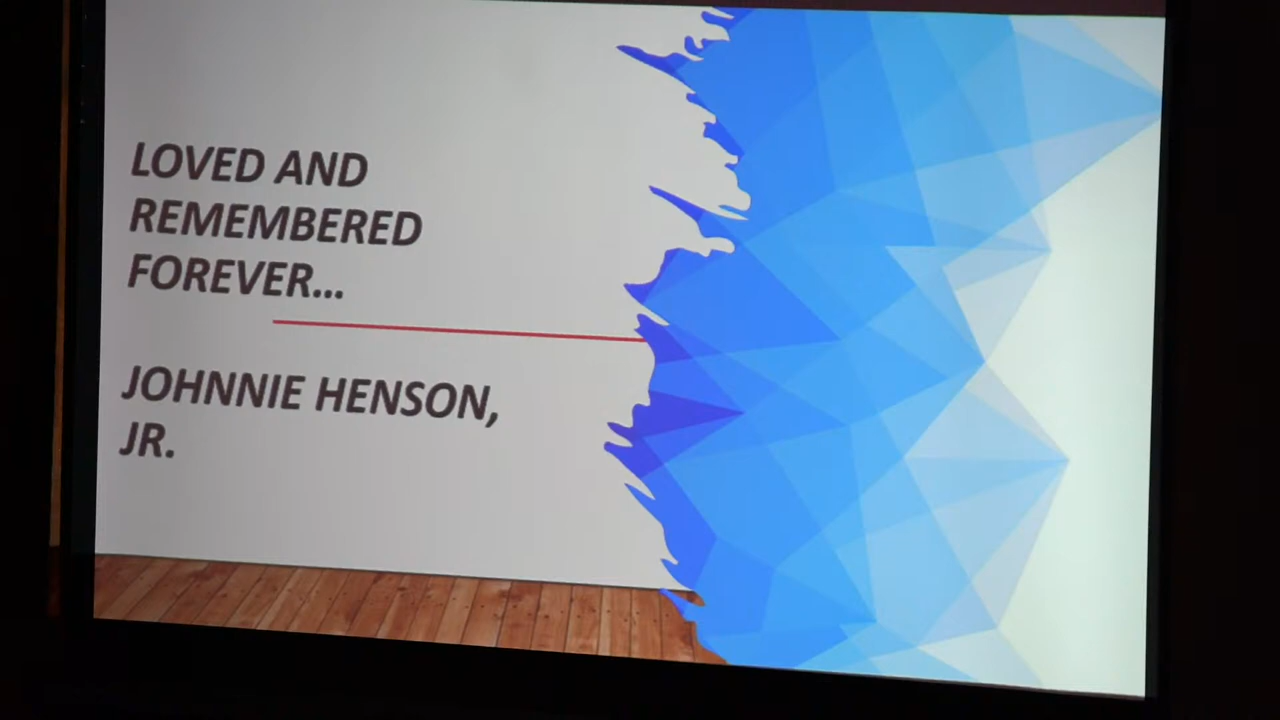 LOVED AND
REMEMBERED
FOREVER...
JOHNNIE HENSON,
JR.